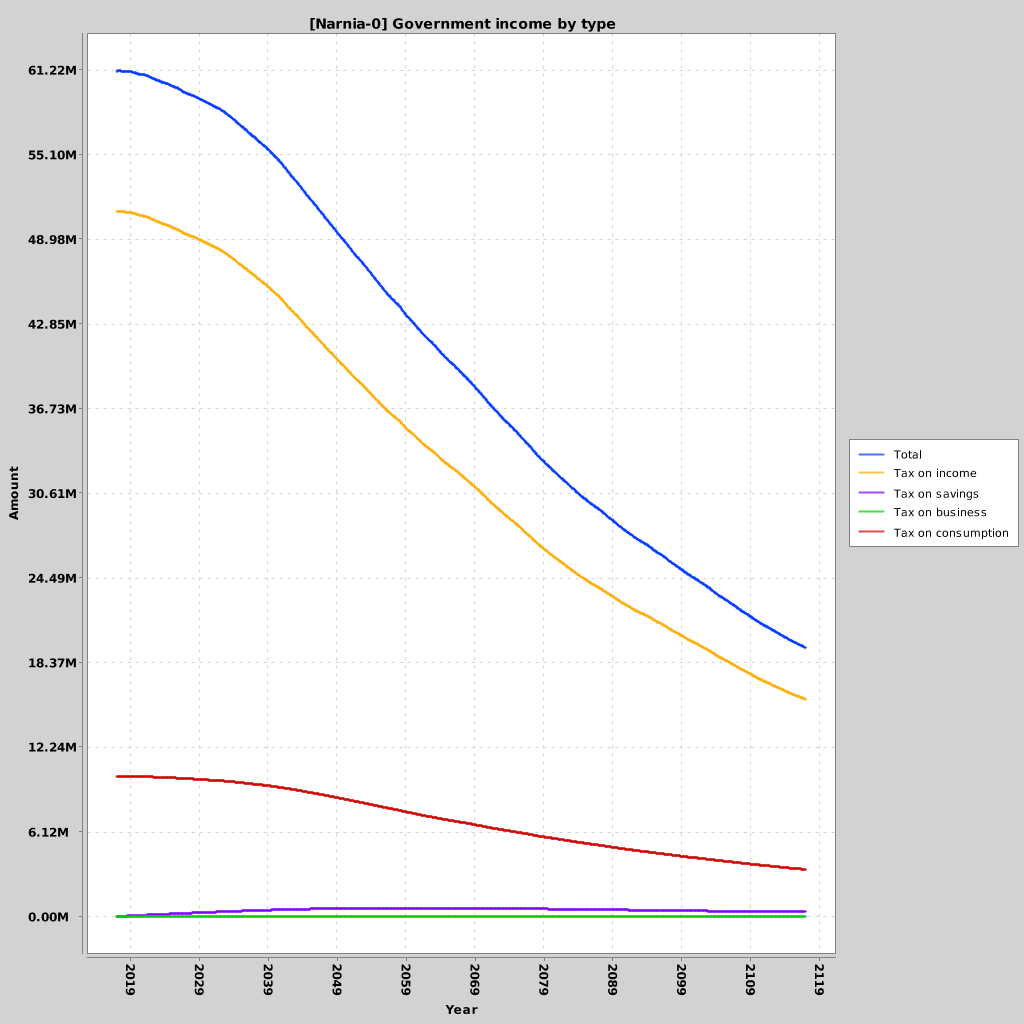 [Narnia-0] Government income by type
61.22M
55.10M
48.98M
42.85M
36.73M
30.61M
24.49M
18.37M
12.24M
6.12M
0.00M
Amount
2019
2029
2039
2049
2059
2069
2079
2089
2099
2109
2119
Year
Total
Tax on income
Tax on savings
Tax on business
Tax on consumption